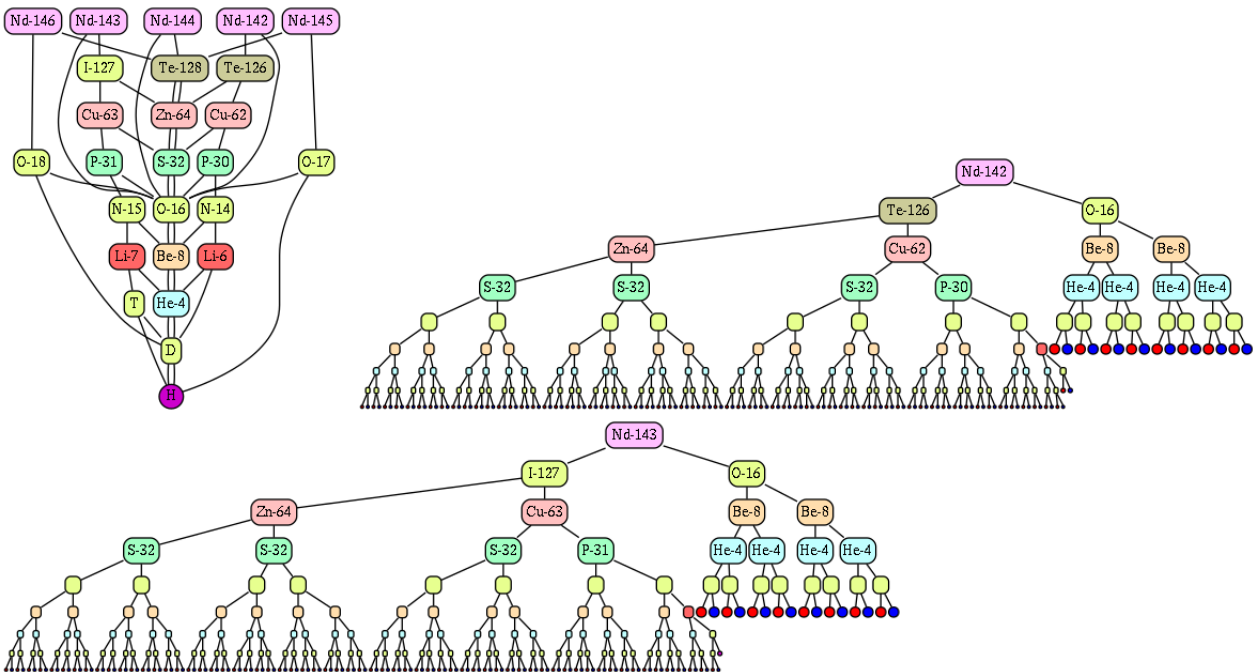 Nd-146 Nd-143 Nd-144 Nd-142 Nd-145
I-127 Te-128 Te-126
Cu-63 Zn-64 Cu-62
O-18 P-31 S-32 P-30 O-17
N-15 O-16 N-14
Li-7 Be-8 Li-6
T He-4
D
H
Nd-142
Te-126 O-16
Zn-64 Cu-62 Be-8 Be-8
S-32 S-32 S-32 P-30 He-4 He-4 He-4 He-4
Nd-143
I-127 O-16
Zn-64 Cu-63 Be-8 Be-8
S-32 S-32 S-32 P-31 He-4 He-4 He-4 He-4